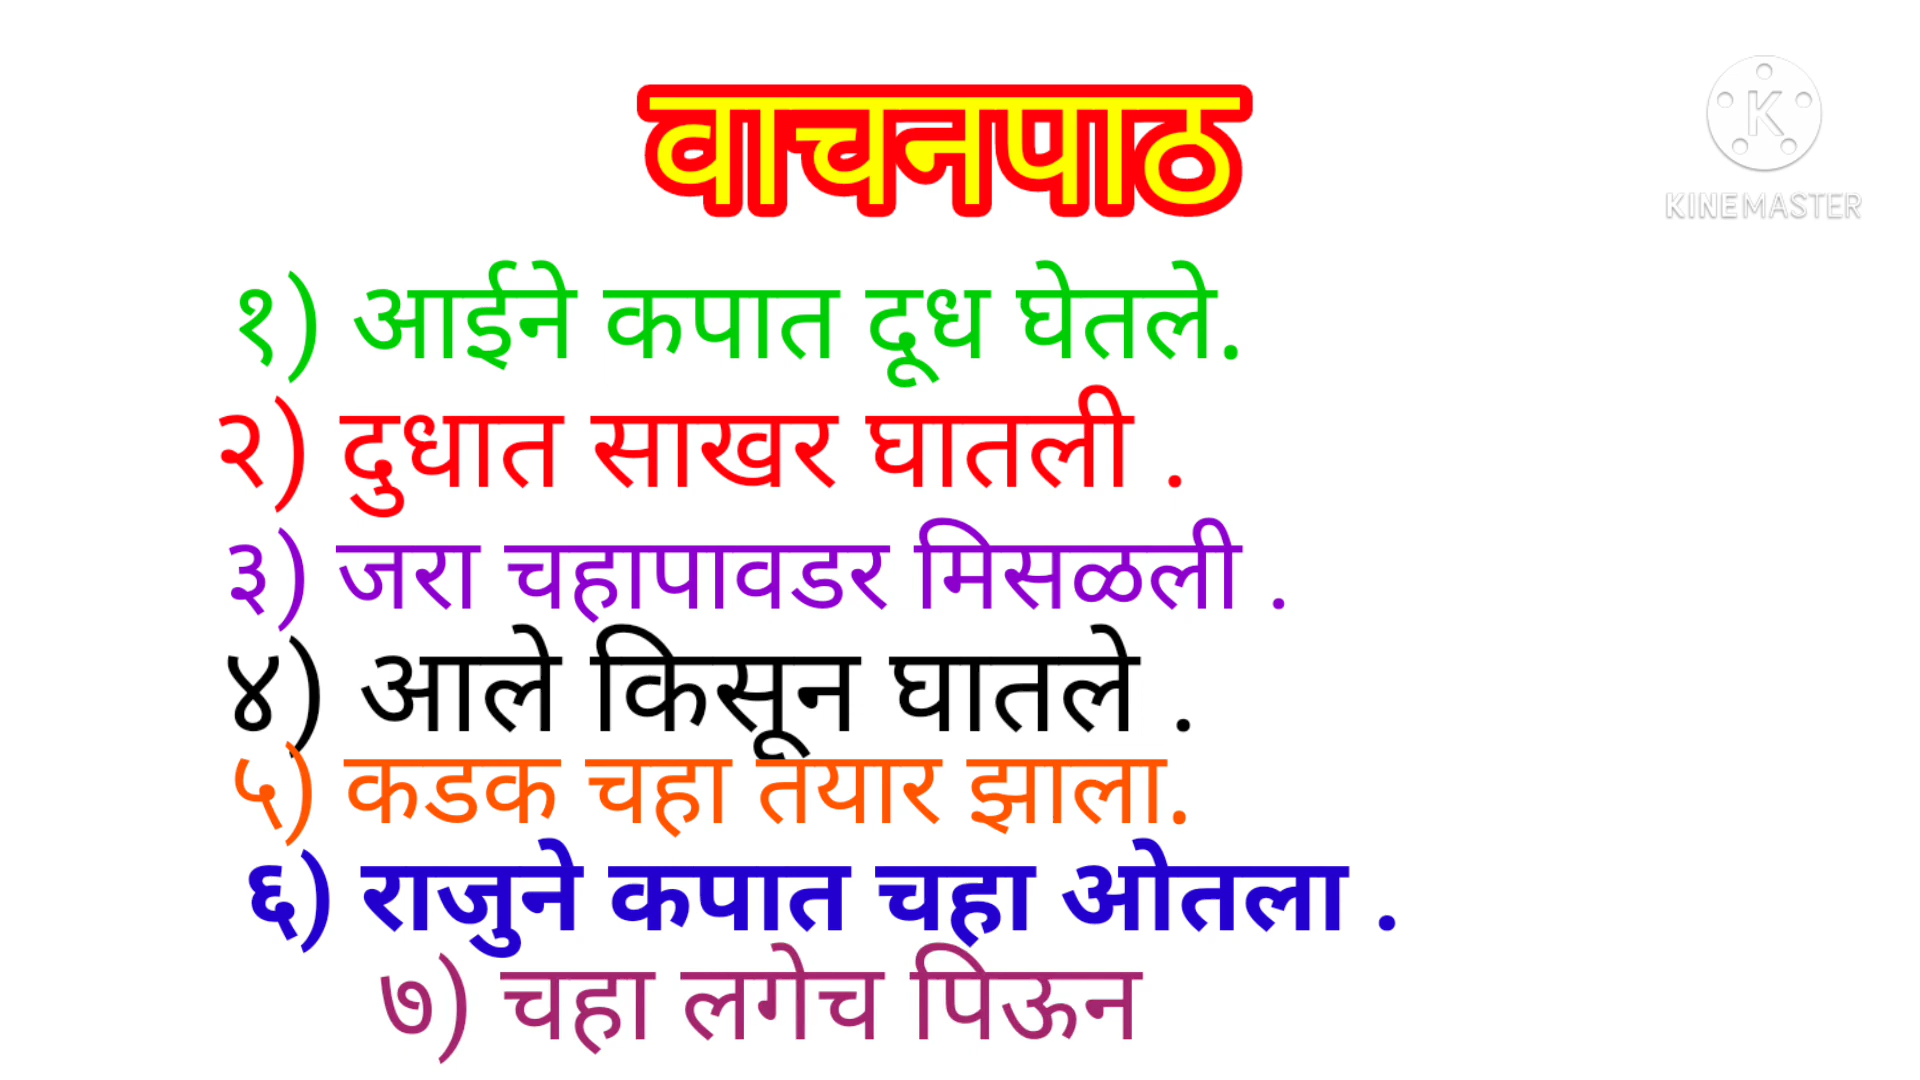 वाचनपाठ
K
KINEMASTER
१) आईने कपात दूध घेतले.
२) दुधात साखर घातली .
३) जरा चहापावडर मिसळली .
४) आले किसून घातले .
५) कडक चहा तयार झाला.
६) राजुने कपात चहा ओतला .
७) चहा लगेच पिऊन